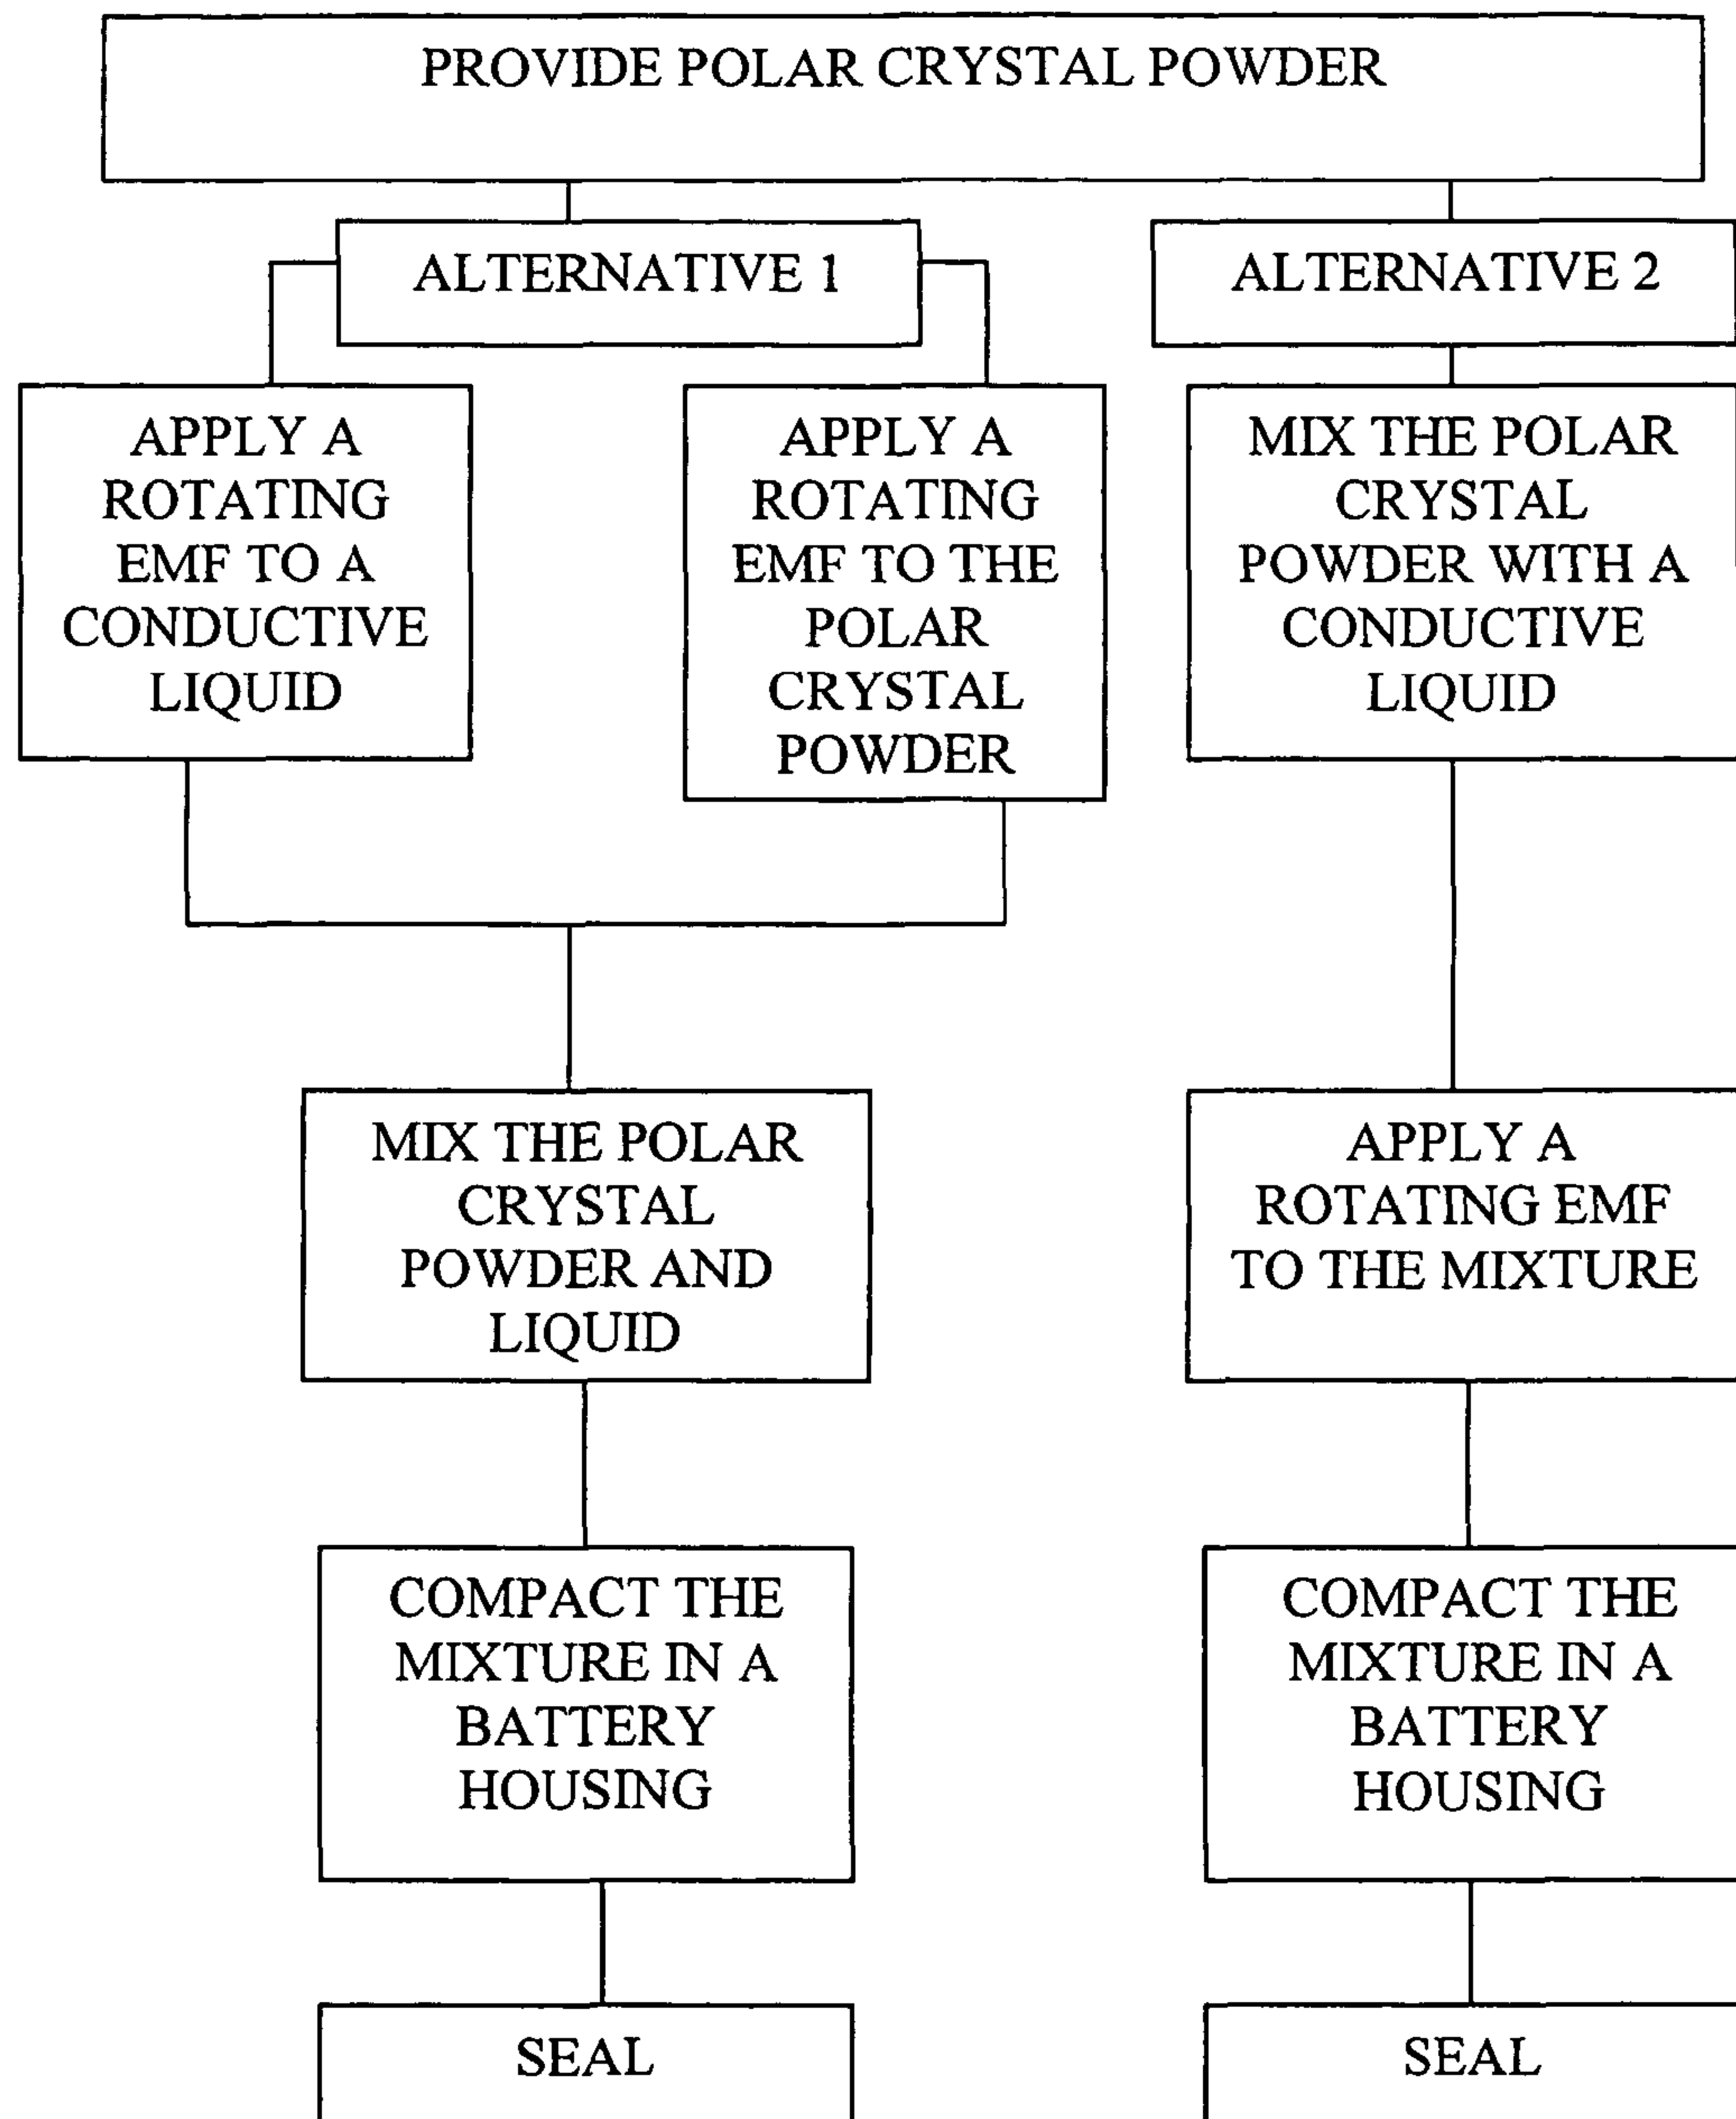 PROVIDE POLAR CRYSTAL POWDER
ALTERNATIVE 1
ALTERNATIVE 2
APPLY A
ROTATING
EMF TO A
CONDUCTIVE
LIQUID
APPLY A
ROTATING
EMF TO THE
POLAR
CRYSTAL
POWDER
MIX THE POLAR
CRYSTAL
POWDER WITH A
CONDUCTIVE
LIQUID
MIX THE POLAR
CRYSTAL
POWDER AND
LIQUID
APPLY A
ROTATING EMF
TO THE MIXTURE
COMPACT THE
MIXTURE IN A
BATTERY
HOUSING
COMPACT THE
MIXTURE IN A
BATTERY
HOUSING
SEAL
SEAL